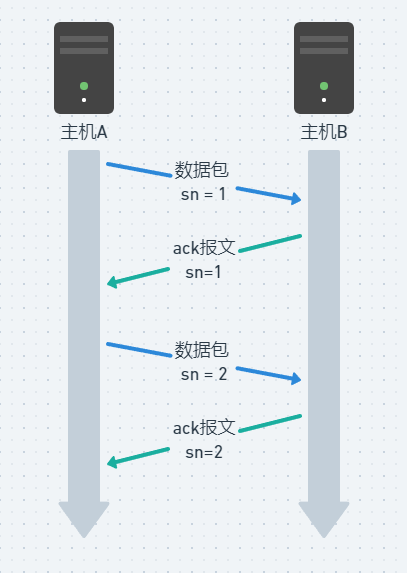 主机A
主机B
数据包
sn = 1
ack报文
sn=1
数据包
sn = 2
ack报文
sn=2